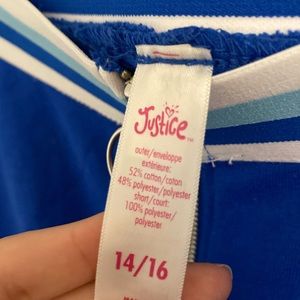 Justice
outer/enveloppe
extérieure:
52% cotton/coton
48% polyester/polyester
short/court:
100% polyester/polyester
14/16